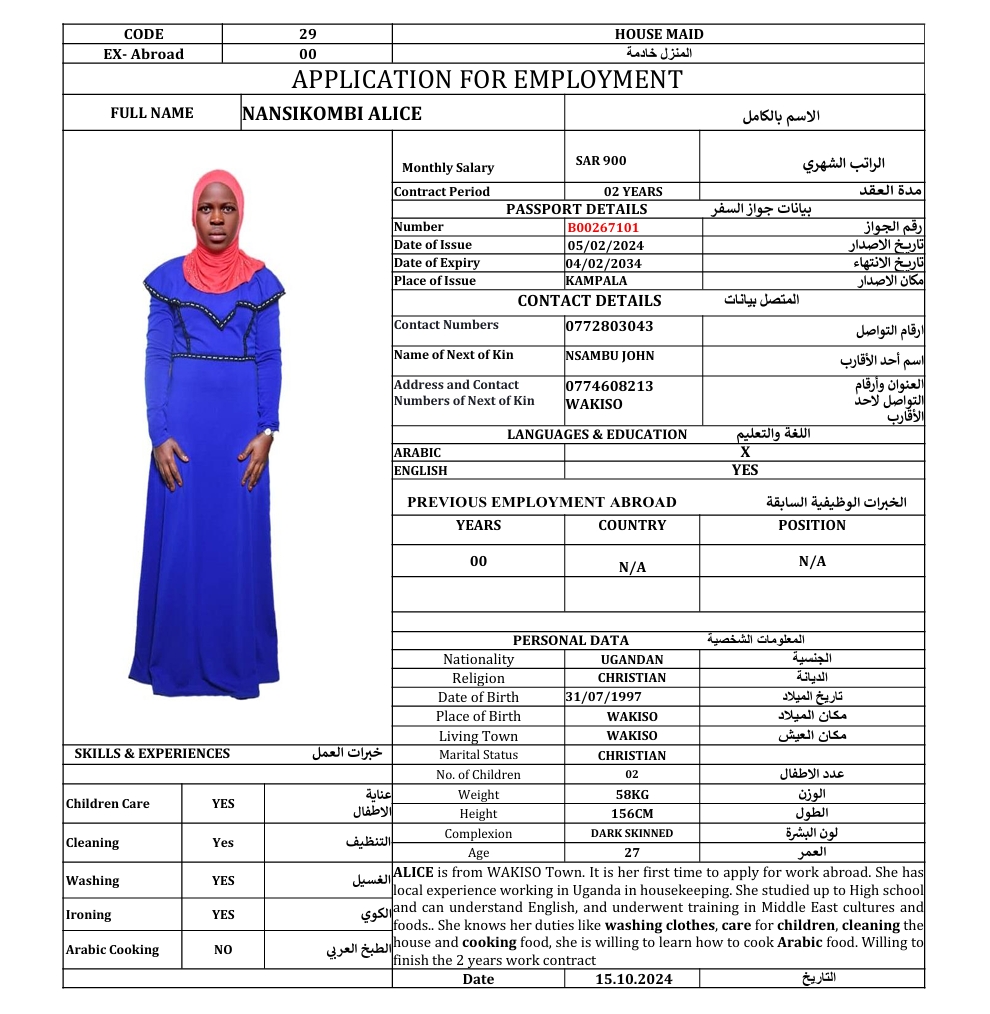 CODE 29 HOUSE MAID
EX- Abroad 00 المنزل خادمة
APPLICATION FOR EMPLOYMENT
FULL NAME NANSIKOMBI ALICE الاسم بالكامل
Monthly Salary SAR 900 الراتب الشهري
Contract Period 02 YEARS مدة العقد
PASSPORT DETAILS بيانات جواز السفر
Number B00267101 رقم الجواز
Date of Issue 05/02/2024 تاريخ الاصدار
Date of Expiry 04/02/2034 تاريخ الانتهاء
Place of Issue KAMPALA مكان الاصدار
CONTACT DETAILS المتصل بيانات
Contact Numbers 0772803043 ارقام التواصل
Name of Next of Kin NSAMBU JOHN اسم أحد الأقارب
Address and Contact 0774608213 العنوان وأرقام
Numbers of Next of Kin WAKISO التواصل لاحد
الأقارب
LANGUAGES & EDUCATION اللغة والتعليم
ARABIC X
ENGLISH YES
PREVIOUS EMPLOYMENT ABROAD الخبرات الوظيفية السابقة
YEARS COUNTRY POSITION
00 N/A N/A
PERSONAL DATA المعلومات الشخصية
Nationality UGANDAN الجنسية
Religion CHRISTIAN الديانة
Date of Birth 31/07/1997 تاريخ الميلاد
Place of Birth WAKISO مكان الميلاد
Living Town WAKISO مكان العيش
Marital Status CHRISTIAN
No. of Children 02 عدد الاطفال
Weight 58KG الوزن
Height 156CM الطول
Complexion DARK SKINNED لون البشرة
Age 27 العمر
SKILLS & EXPERIENCES خبرات العمل
Children Care YES عناية
الاطفال
Cleaning Yes التنظيف
Washing YES الغسيل
Ironing YES الكوي
Arabic Cooking NO الطبخ العربي
ALICE is from WAKISO Town. It is her first time to apply for work abroad. She has
local experience working in Uganda in housekeeping. She studied up to High school
and can understand English, and underwent training in Middle East cultures and
foods.. She knows her duties like washing clothes, care for children, cleaning the
house and cooking food, she is willing to learn how to cook Arabic food. Willing to
finish the 2 years work contract
Date 15.10.2024 التاريخ